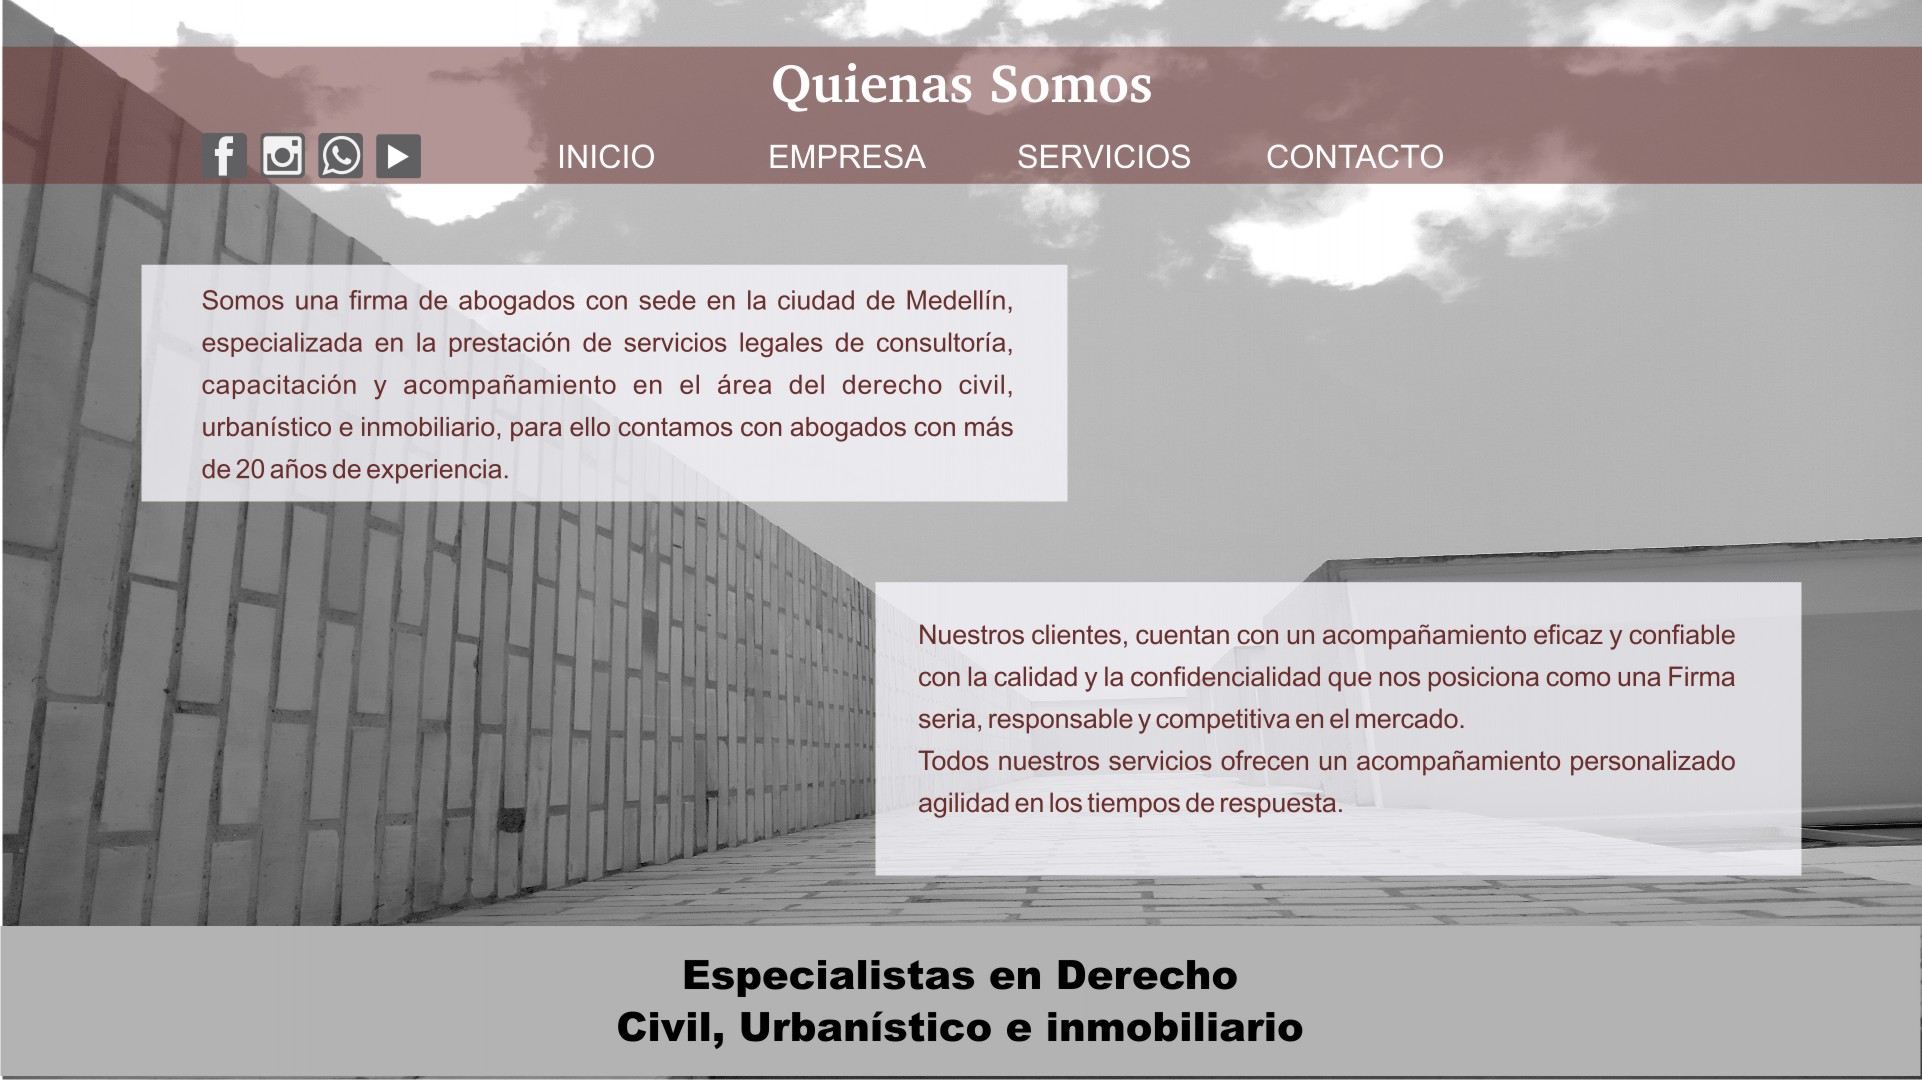 Quienas Somos
INICIO EMPRESA SERVICIOS CONTACTO
Somos una firma de abogados con sede en la ciudad de Medellín,
especializada en la prestación de servicios legales de consultoría,
capacitación y acompañamiento en el área del derecho civil,
urbanístico e inmobiliario, para ello contamos con abogados con más
de 20 años de experiencia.
Nuestros clientes, cuentan con un acompañamiento eficaz y confiable
con la calidad y la confidencialidad que nos posiciona como una Firma
seria, responsable y competitiva en el mercado.
Todos nuestros servicios ofrecen un acompañamiento personalizado
agilidad en los tiempos de respuesta.
Especialistas en Derecho
Civil, Urbanístico e inmobiliario